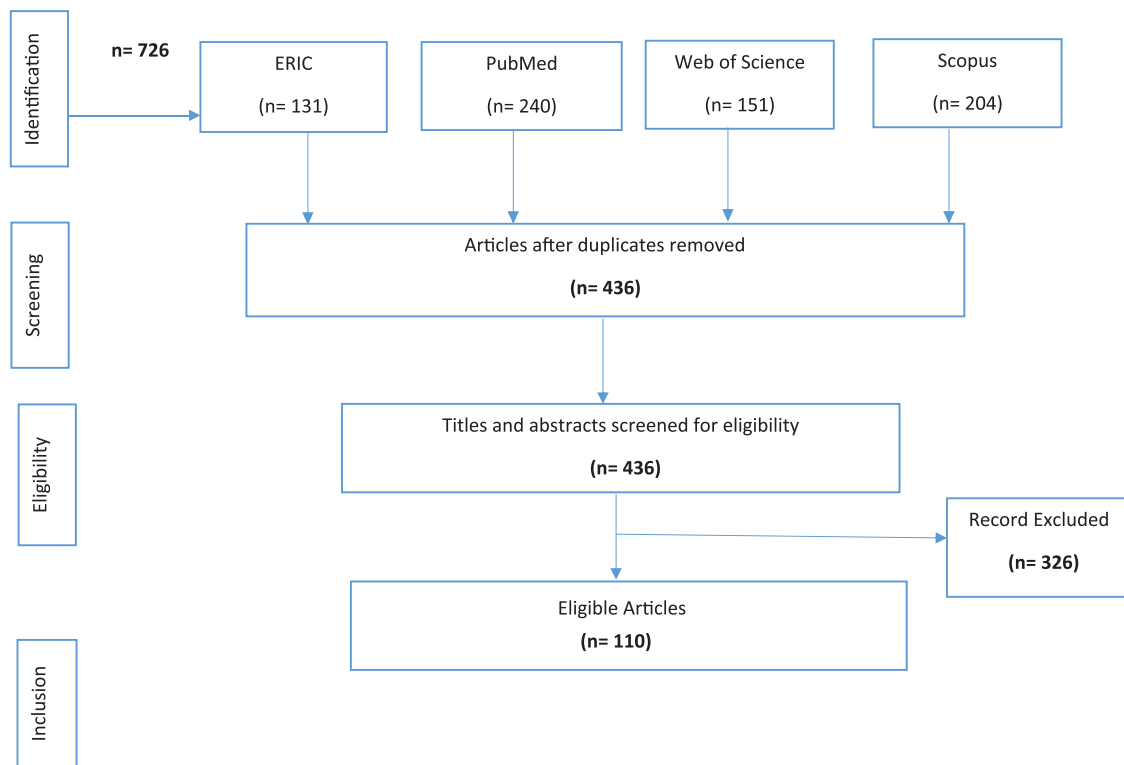 Identification
n= 726
ERIC
(n= 131)
PubMed
(n= 240)
Web of Science
(n= 151)
Scopus
(n= 204)
Screening
Articles after duplicates removed
(n= 436)
Eligibility
Titles and abstracts screened for eligibility
(n= 436)
Record Excluded
(n= 326)
Eligible Articles
(n= 110)
Inclusion